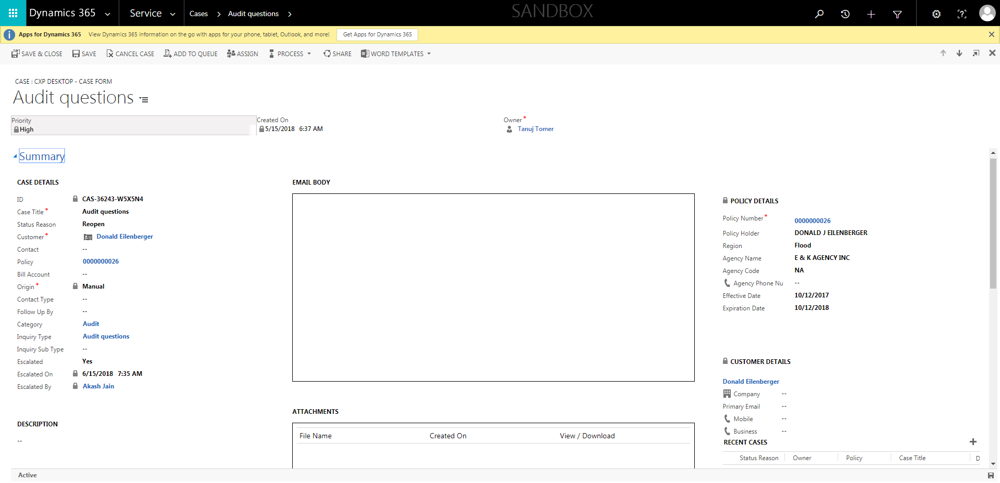 Dynamics 365 Service Cases Audit questions SANDBOX
Apps for Dynamics 365 View Dynamics 365 information on the go with apps for your phone, tablet, Outlook, and more! Get Apps for Dynamics 365
SAVE & CLOSE SAVE CANCEL CASE ADD TO QUEUE ASSIGN PROCESS SHARE WORD TEMPLATES
CASE : CXP DESKTOP - CASE FORM
Audit questions
Priority
High
Created On
5/15/2018 6:37 AM
Owner *
Tanuj Tomer
Summary
CASE DETAILS
ID CAS-36243-W5X5N4
Case Title * Audit questions
Status Reason Reopen
Customer * Donald Eilenberger
Contact --
Policy 0000000026
Bill Account --
Origin * Manual
Contact Type --
Follow Up By --
Category Audit
Inquiry Type Audit questions
Inquiry Sub Type --
Escalated Yes
Escalated On 6/15/2018 7:35 AM
Escalated By Akash Jain
DESCRIPTION
--
EMAIL BODY
ATTACHMENTS
File Name Created On View / Download
POLICY DETAILS
Policy Number * 0000000026
Policy Holder DONALD J EILENBERGER
Region Flood
Agency Name E & K AGENCY INC
Agency Code NA
Agency Phone Nu --
Effective Date 10/12/2017
Expiration Date 10/12/2018
CUSTOMER DETAILS
Donald Eilenberger
Company --
Primary Email --
Mobile --
Business --
RECENT CASES
Status Reason Owner Policy Case Title D
Active